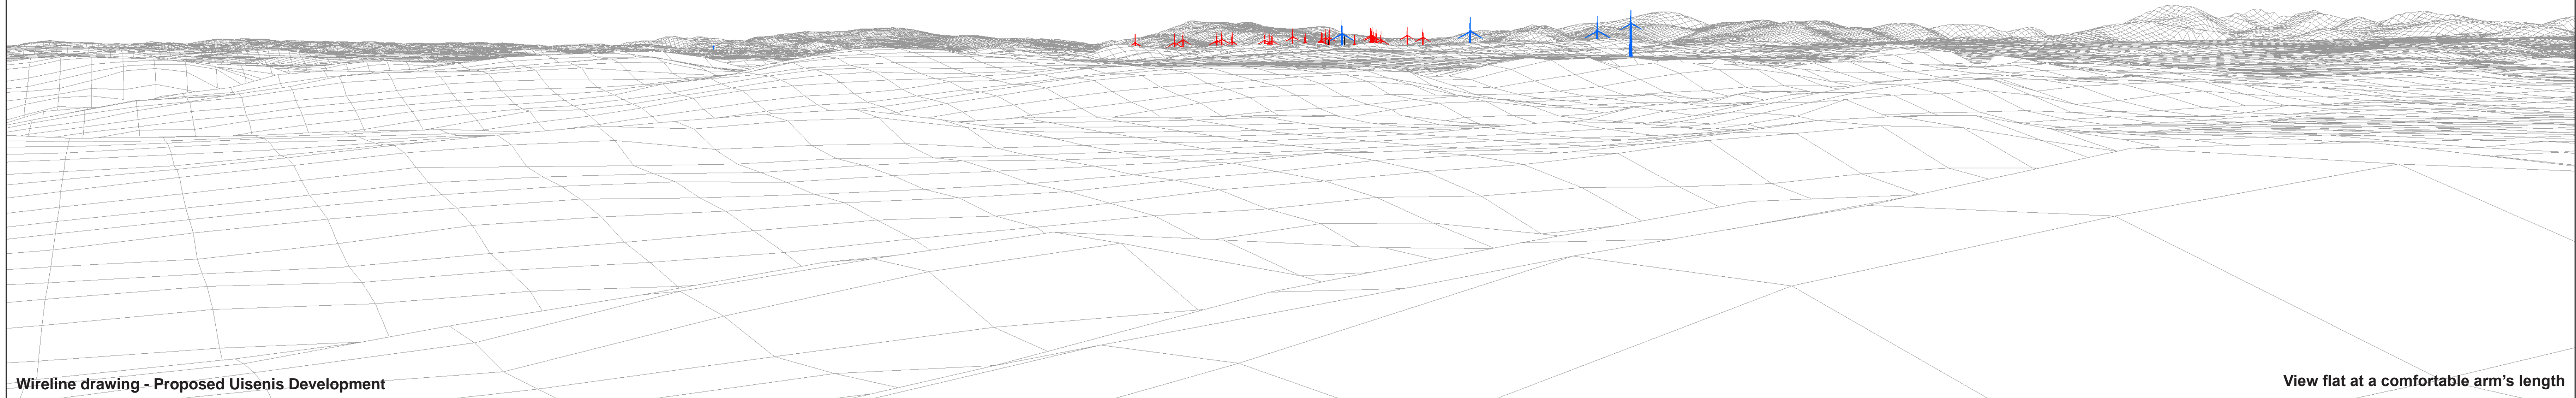 Wireline drawing - Proposed Uisenis Development
View flat at a comfortable arm’s length